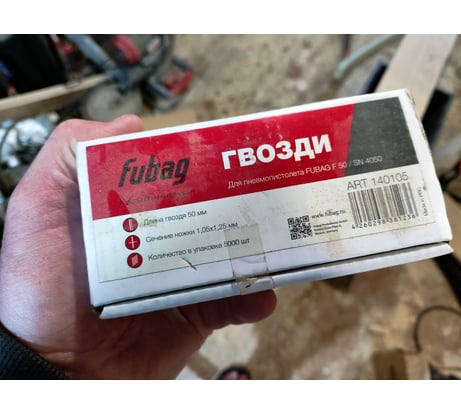 fubag
ГВОЗДИ
Для пневмопистолета FUBAG F 50 / SN 4050
Длина гвоздя 50 мм
Сечение ножки 1,05x1,25 мм
Количество в упаковке 5000 шт
www.fubag.ru
ART 140105